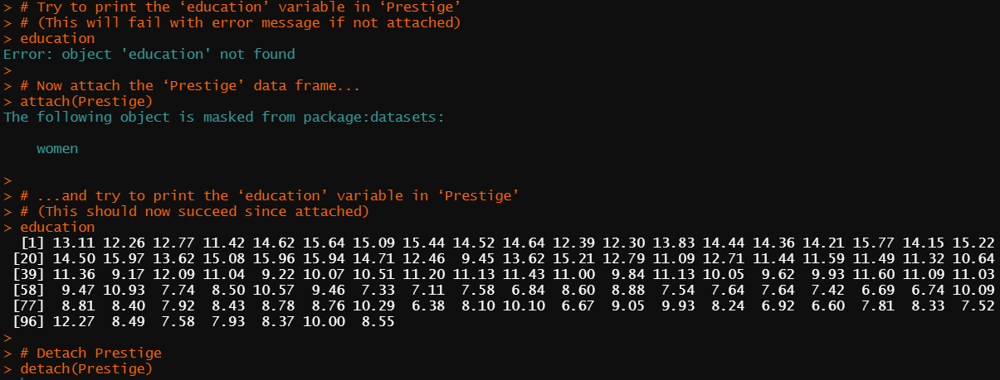 > # Try to print the ‘education’ variable in ‘Prestige’
> # (This will fail with error message if not attached)
> education
Error: object 'education' not found
>
> # Now attach the ‘Prestige’ data frame...
> attach(Prestige)
The following object is masked from package:datasets:
women
>
> # ...and try to print the ‘education’ variable in ‘Prestige’
> # (This should now succeed since attached)
> education
[1] 13.11 12.26 12.77 11.42 14.62 15.64 15.09 15.44 14.52 14.64 12.39 12.30 13.83 14.44 14.36 14.21 15.77 14.15 15.22
[20] 14.50 15.97 13.62 15.08 15.96 15.94 14.71 12.46 9.45 13.62 15.21 12.79 11.09 12.71 11.44 11.59 11.49 11.32 10.64
[39] 11.36 9.17 12.09 11.04 9.22 10.07 10.51 11.20 11.13 11.43 11.00 9.84 11.13 10.05 9.62 9.93 11.60 11.09 11.03
[58] 9.47 10.93 7.74 8.50 10.57 9.46 7.33 7.11 7.58 6.84 8.60 8.88 7.54 7.64 7.64 7.42 6.69 6.74 10.09
[77] 8.81 8.40 7.92 8.43 8.78 8.76 10.29 6.38 8.10 10.10 6.67 9.05 9.93 8.24 6.92 6.60 7.81 8.33 7.52
[96] 12.27 8.49 7.58 7.93 8.37 10.00 8.55
>
> # Detach Prestige
> detach(Prestige)